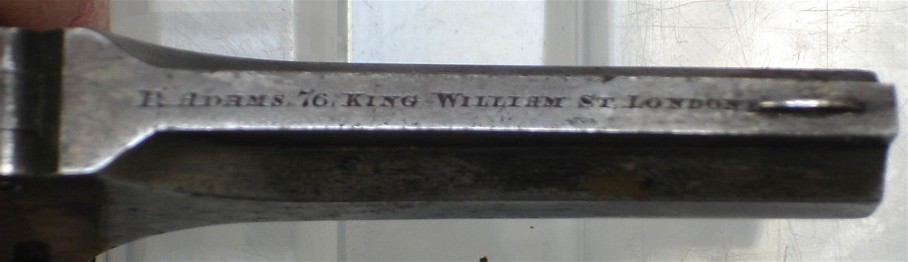 R. ADAMS. 76. KING WILLIAM ST. LONDON